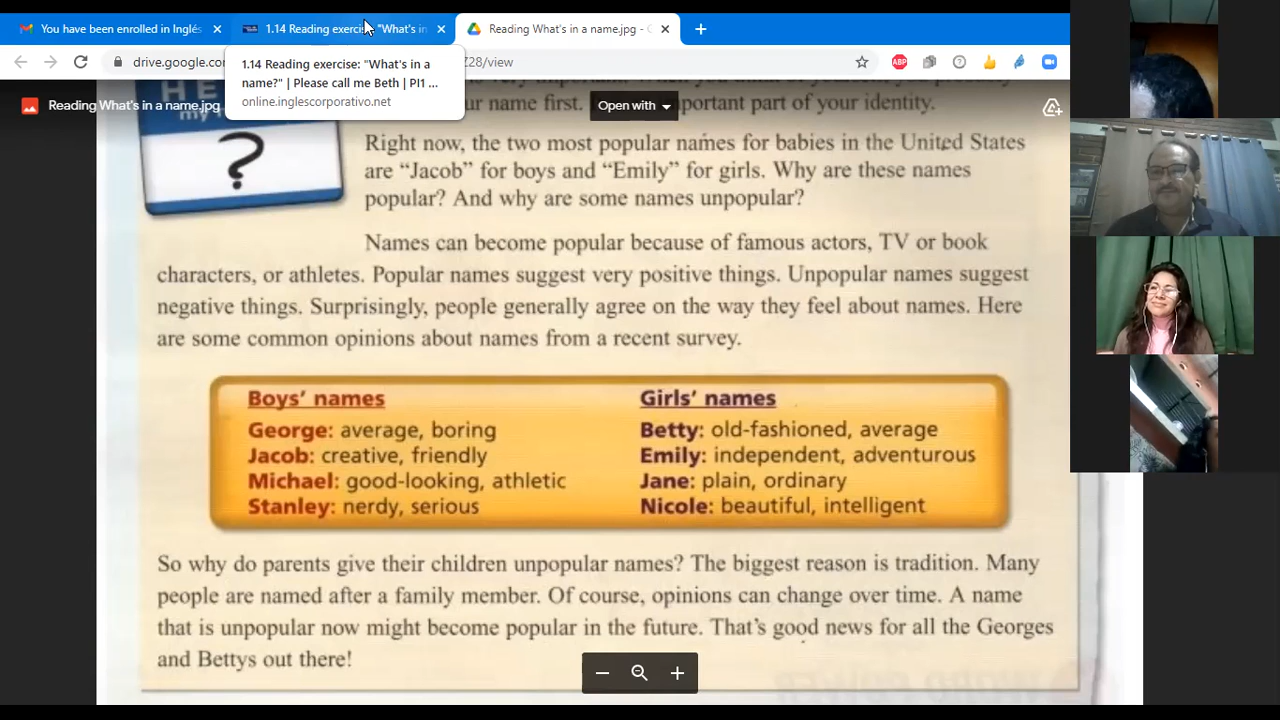 You have been enrolled in Inglés
1.14 Reading exercise: "What's in
Reading What's in a name.jpg - G
drive.google.com
Z28/view
1.14 Reading exercise: "What's in a
name?" | Please call me Beth | PI1 ...
online.inglescorporativo.net
ABP
Reading What's in a name.jpg
Open with
HE
my
?
your name first.
important part of your identity.
Right now, the two most popular names for babies in the United States
are “Jacob” for boys and “Emily” for girls. Why are these names
popular? And why are some names unpopular?
Names can become popular because of famous actors, TV or book
characters, or athletes. Popular names suggest very positive things. Unpopular names suggest
negative things. Surprisingly, people generally agree on the way they feel about names. Here
are some common opinions about names from a recent survey.
Boys’ names
George: average, boring
Jacob: creative, friendly
Michael: good-looking, athletic
Stanley: nerdy, serious
Girls’ names
Betty: old-fashioned, average
Emily: independent, adventurous
Jane: plain, ordinary
Nicole: beautiful, intelligent
So why do parents give their children unpopular names? The biggest reason is tradition. Many
people are named after a family member. Of course, opinions can change over time. A name
that is unpopular now might become popular in the future. That’s good news for all the Georges
and Bettys out there!